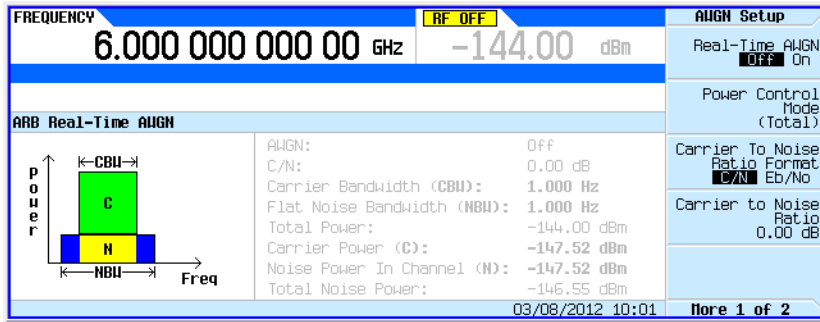 FREQUENCY
RF OFF
6.000 000 000 00 GHz
-144.00 dBm
ARB Real-Time AWGN
Power
CBW
C
N
NBW
Freq
AWGN: Off
C/N: 0.00 dB
Carrier Bandwidth (CBW): 1.000 Hz
Flat Noise Bandwidth (NBW): 1.000 Hz
Total Power: -144.00 dBm
Carrier Power (C): -147.52 dBm
Noise Power In Channel (N): -147.52 dBm
Total Noise Power: -146.55 dBm
03/08/2012 10:01
AWGN Setup
Real-Time AWGN
Off On
Power Control
Mode
(Total)
Carrier To Noise
Ratio Format
C/N Eb/No
Carrier to Noise
Ratio
0.00 dB
More 1 of 2